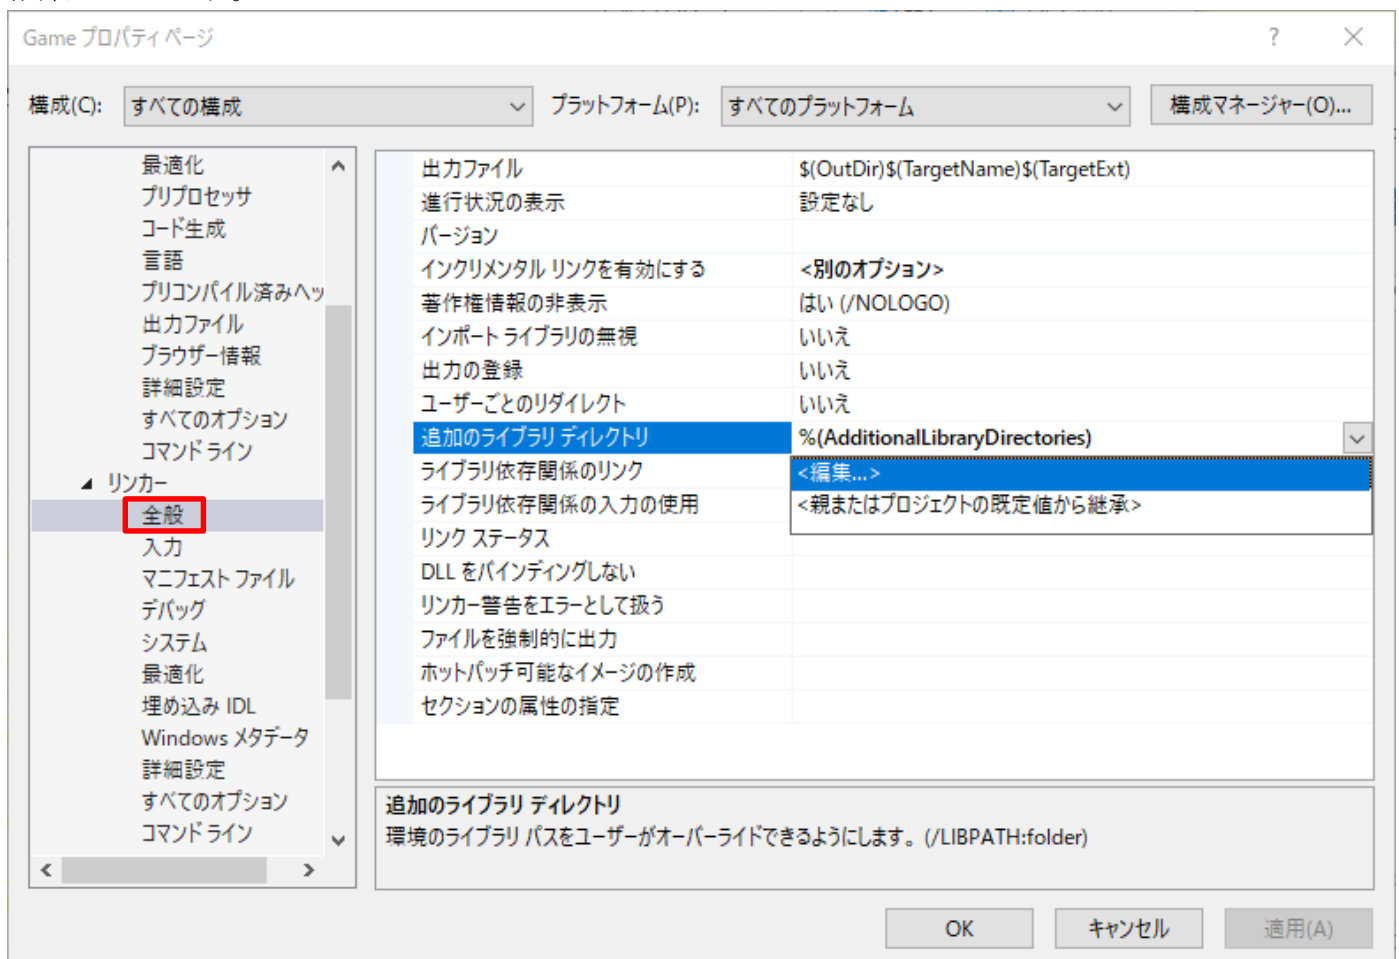 Game プロパティ ページ
構成(C): すべての構成 プラットフォーム(P): すべてのプラットフォーム 構成マネージャー(O)...
最適化
プリプロセッサ
コード生成
言語
プリコンパイル済みヘッ
出力ファイル
ブラウザー情報
詳細設定
すべてのオプション
コマンド ライン
リンカー
全般
入力
マニフェスト ファイル
デバッグ
システム
最適化
埋め込み IDL
Windows メタデータ
詳細設定
すべてのオプション
コマンド ライン
出力ファイル $(OutDir)$(TargetName)$(TargetExt)
進行状況の表示 設定なし
バージョン
インクリメンタル リンクを有効にする <別のオプション>
著作権情報の非表示 はい (/NOLOGO)
インポート ライブラリの無視 いいえ
出力の登録 いいえ
ユーザーごとのリダイレクト いいえ
追加のライブラリ ディレクトリ %(AdditionalLibraryDirectories)
ライブラリ依存関係のリンク <編集...>
ライブラリ依存関係の入力の使用 <親またはプロジェクトの既定値から継承>
リンク ステータス
DLL をバインディングしない
リンカー警告をエラーとして扱う
ファイルを強制的に出力
ホットパッチ可能なイメージの作成
セクションの属性の指定
追加のライブラリ ディレクトリ
環境のライブラリ パスをユーザーがオーバーライドできるようにします。(/LIBPATH:folder)
OK キャンセル 適用(A)